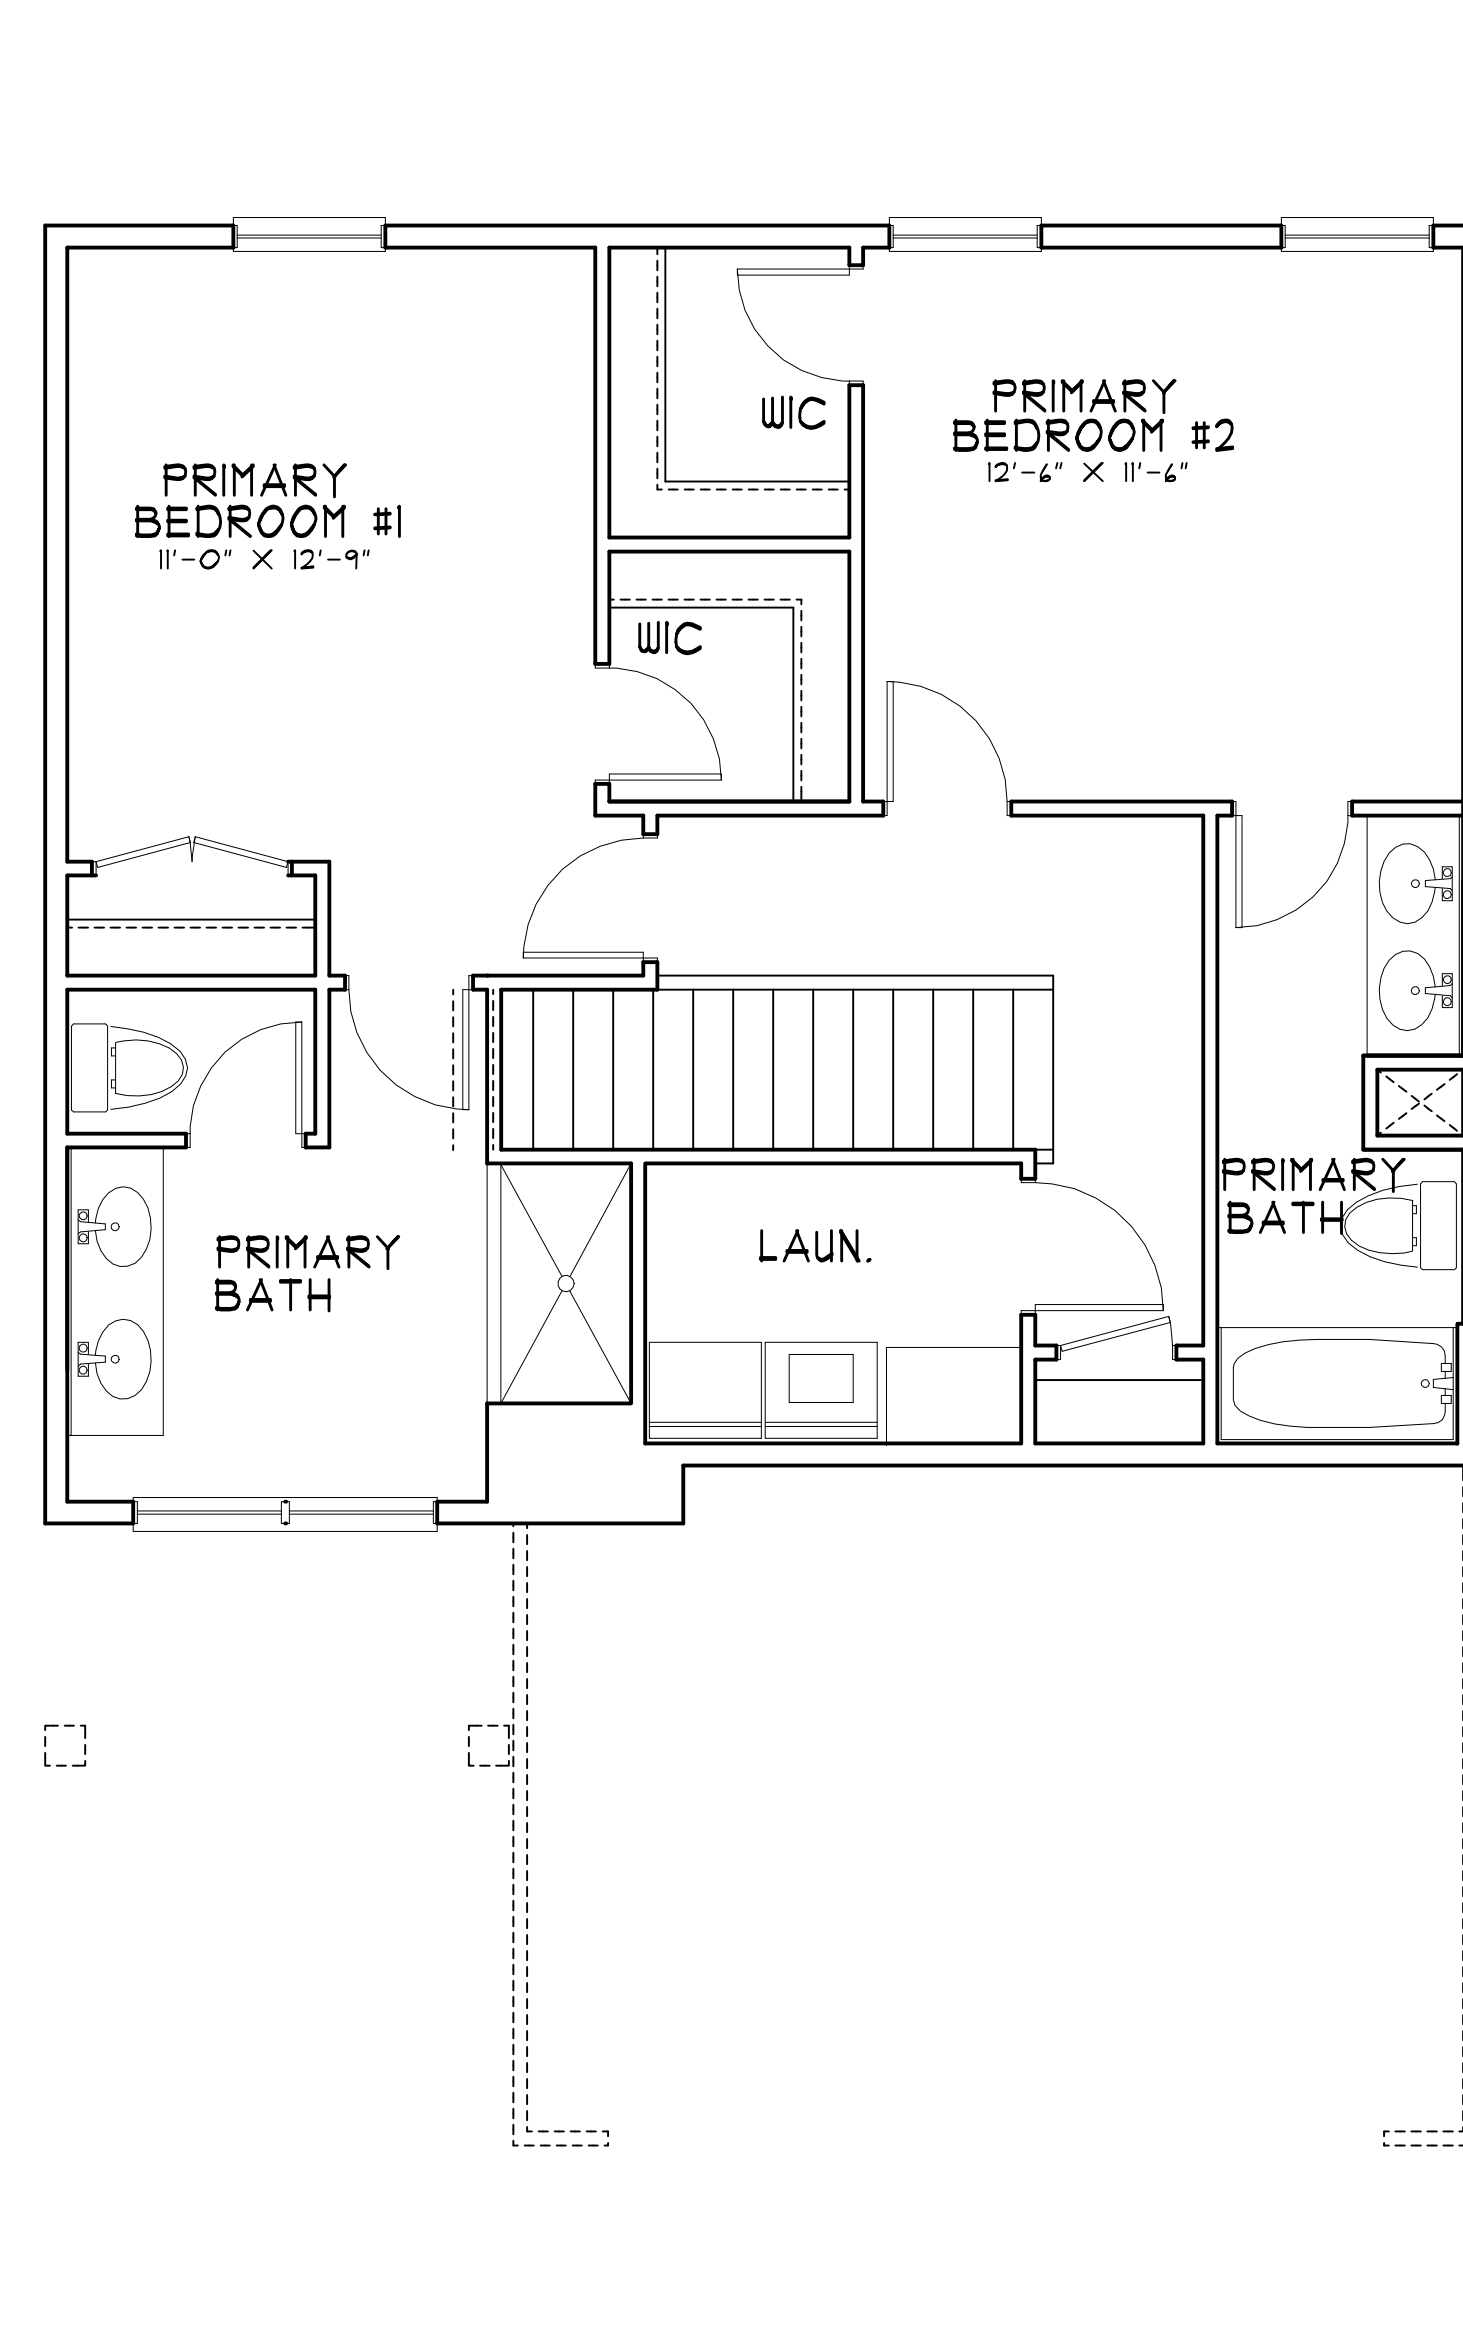 WIC
PRIMARY
BEDROOM #2
12'-6" X 11'-6"
PRIMARY
BEDROOM #1
11'-0" X 12'-9"
WIC
PRIMARY
BATH
LAUN.
PRIMARY
BATH